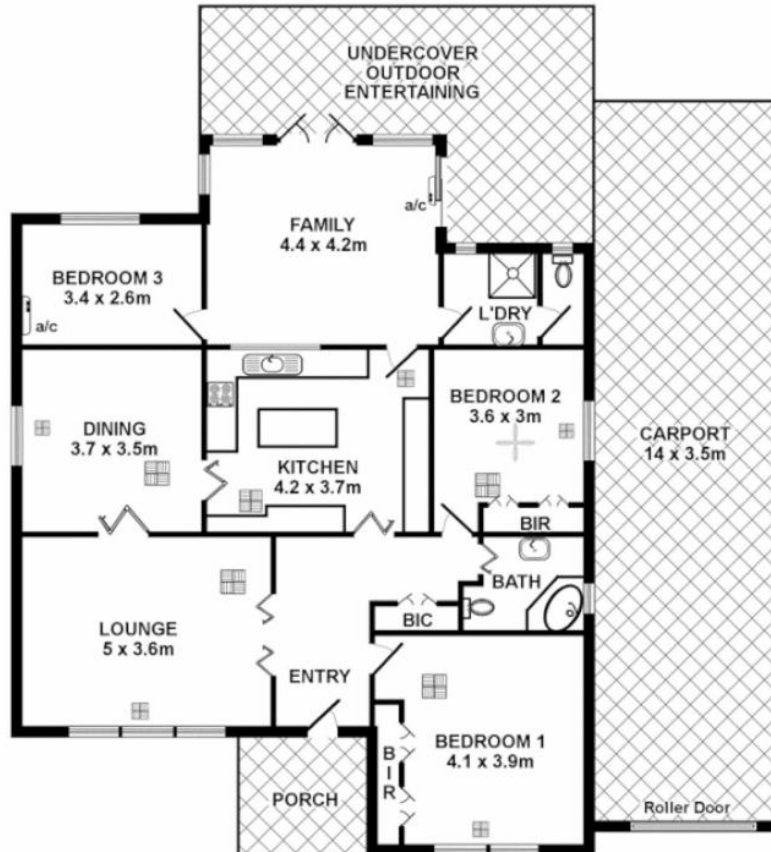 UNDERCOVER
OUTDOOR
ENTERTAINING
FAMILY
4.4 x 4.2m
a/c
BEDROOM 3
3.4 x 2.6m
a/c
L'DRY
DINING
3.7 x 3.5m
KITCHEN
4.2 x 3.7m
BEDROOM 2
3.6 x 3m
BIR
CARPORT
14 x 3.5m
BATH
BIC
LOUNGE
5 x 3.6m
ENTRY
BIR
BEDROOM 1
4.1 x 3.9m
PORCH
Roller Door